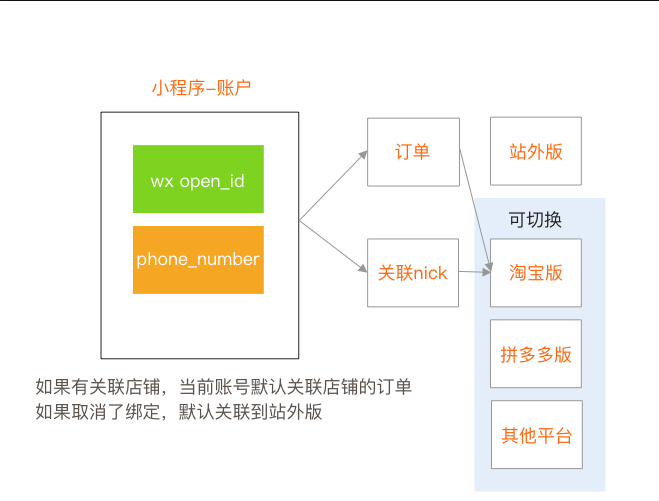 小程序-账户
wx open_id
phone_number
订单
关联nick
站外版
可切换
淘宝版
拼多多版
其他平台
如果有关联店铺，当前账号默认关联店铺的订单
如果取消了绑定，默认关联到站外版